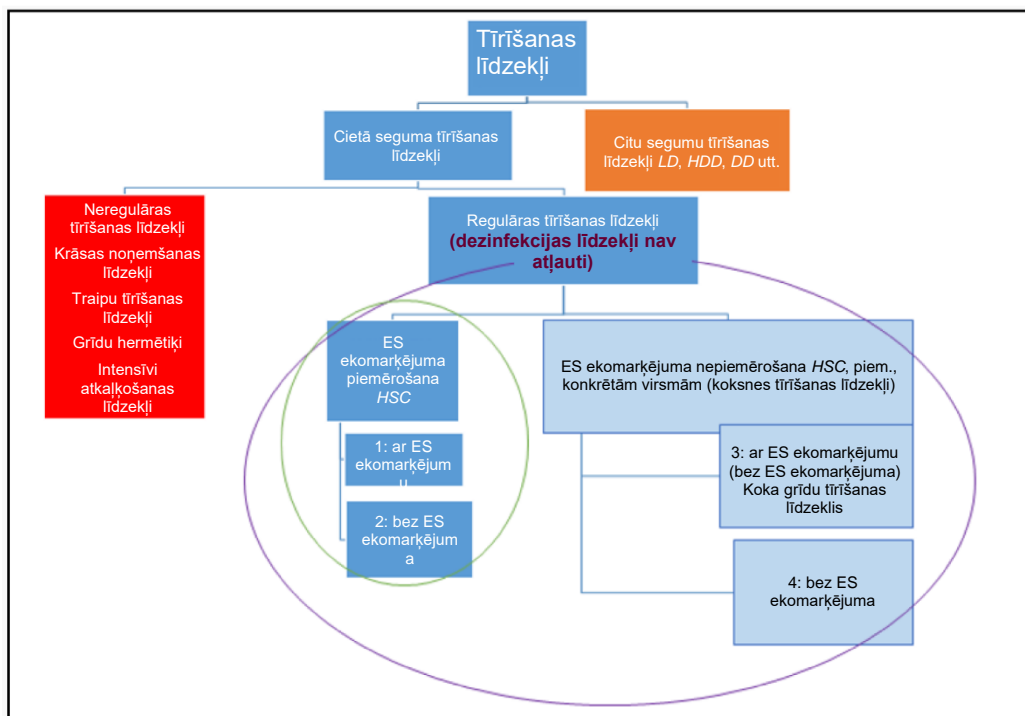 Tīrīšanas
līdzekļi
Cietā seguma tīrīšanas
līdzekļi
Citu segumu tīrīšanas
līdzekļi LD, HDD, DD utt.
Neregulāras
tīrīšanas līdzekļi
Krāsas noņemšanas
līdzekļi
Traipu tīrīšanas
līdzekļi
Grīdu hermētiķi
Intensīvi
atkaļķošanas
līdzekļi
Regulāras tīrīšanas līdzekļi
(dezinfekcijas līdzekļi nav
atļauti)
ES
ekomarķējuma
piemērošana
HSC
1: ar ES
ekomarķējum
u
2: bez ES
ekomarķējum
a
ES ekomarķējuma nepiemērošana HSC, piem.,
konkrētām virsmām (koksnes tīrīšanas līdzekļi)
3: ar ES ekomarķējumu
(bez ES ekomarķējuma)
Koka grīdu tīrīšanas
līdzeklis
4: bez ES
ekomarķējuma